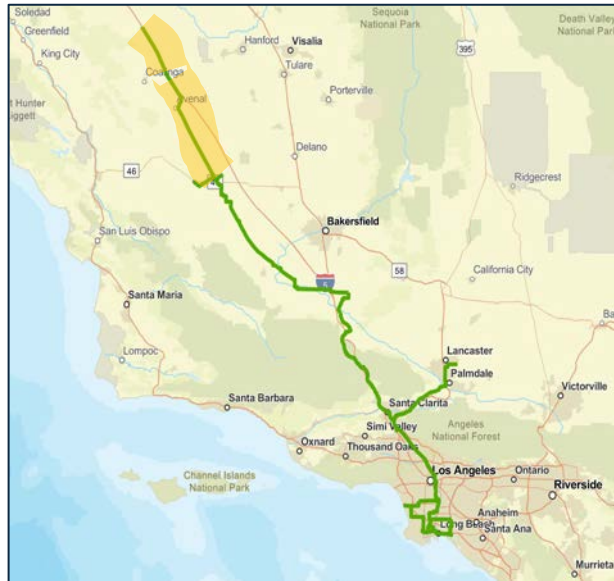 Soledad
Greenfield
King City
Sequoia
National Park
Death Valley
National Park
395
Hanford
Visalia
Tulare
Coalinga
Porterville
Delano
46
Ridgecrest
San Luis Obispo
Bakersfield
58
California City
5
Santa Maria
Lompoc
Lancaster
Palmdale
Victorville
Santa Barbara
Santa Clarita
Simi Valley
Angeles
National Forest
Oxnard
Thousand Oaks
Channel Islands
National Park
Los Angeles
Ontario
Riverside
Long Beach
Anaheim
Santa Ana
Murrieta